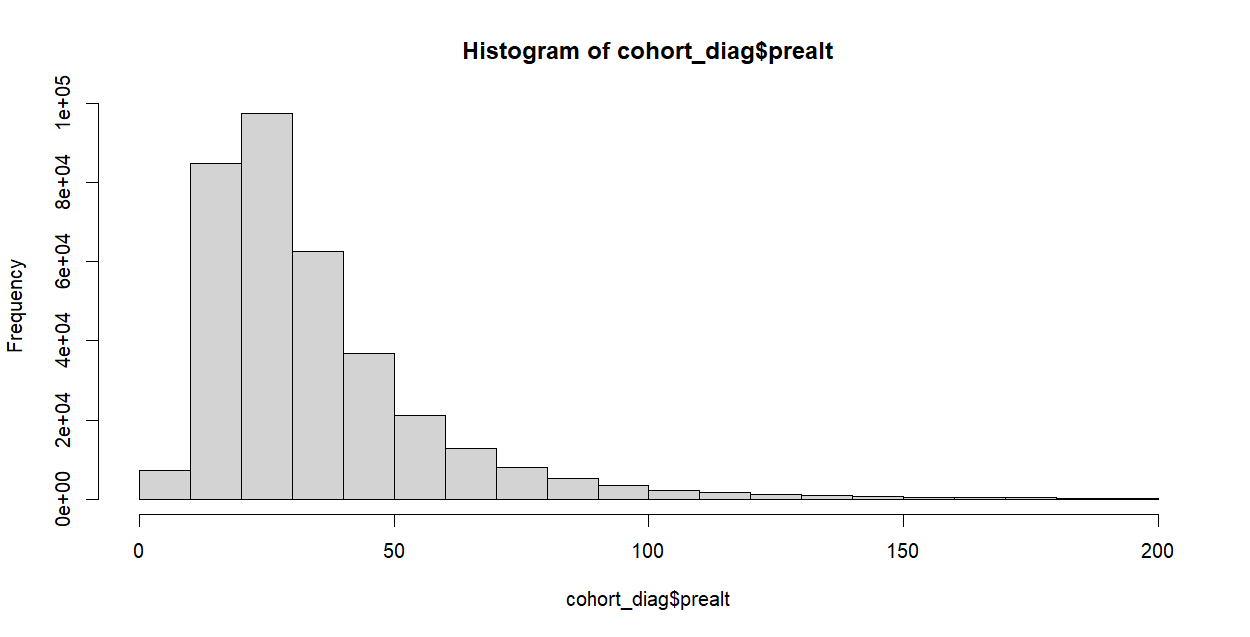 Histogram of cohort_diag$prealt
Frequency
1e+05
8e+04
6e+04
4e+04
2e+04
0e+00
0 50 100 150 200
cohort_diag$prealt